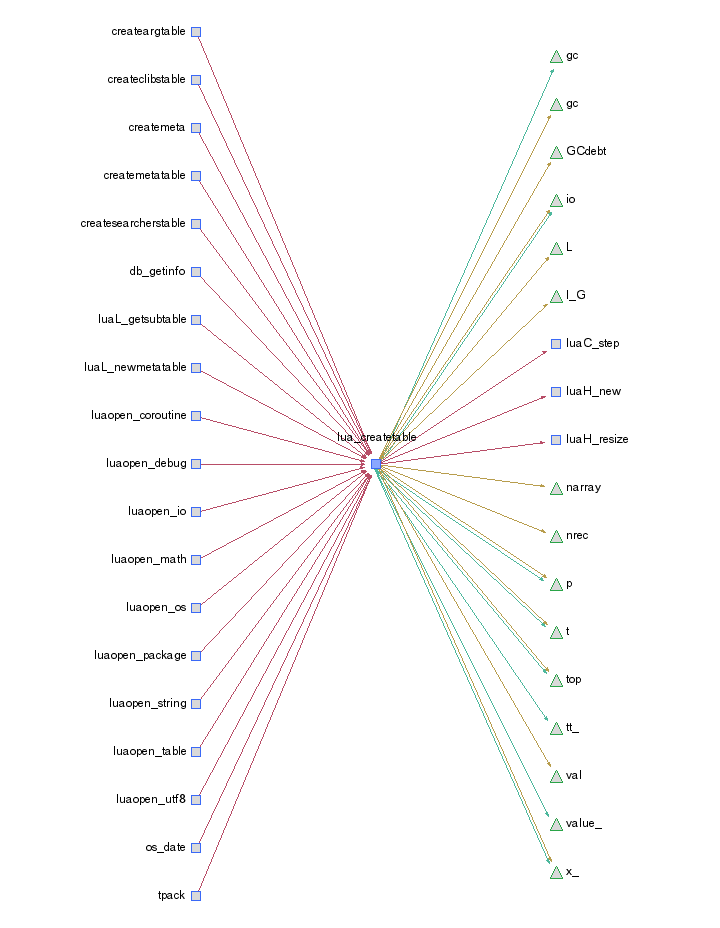 createargtable
createclibstable
createmeta
createmetatable
createsearcherstable
db_getinfo
luaL_getsubtable
luaL_newmetatable
luaopen_coroutine
luaopen_debug
luaopen_io
luaopen_math
luaopen_os
luaopen_package
luaopen_string
luaopen_table
luaopen_utf8
os_date
tpack
lua_createtable
gc
gc
GCdebt
io
L
l_G
luaC_step
luaH_new
luaH_resize
narray
nrec
p
t
top
tt_
val
value_
x_